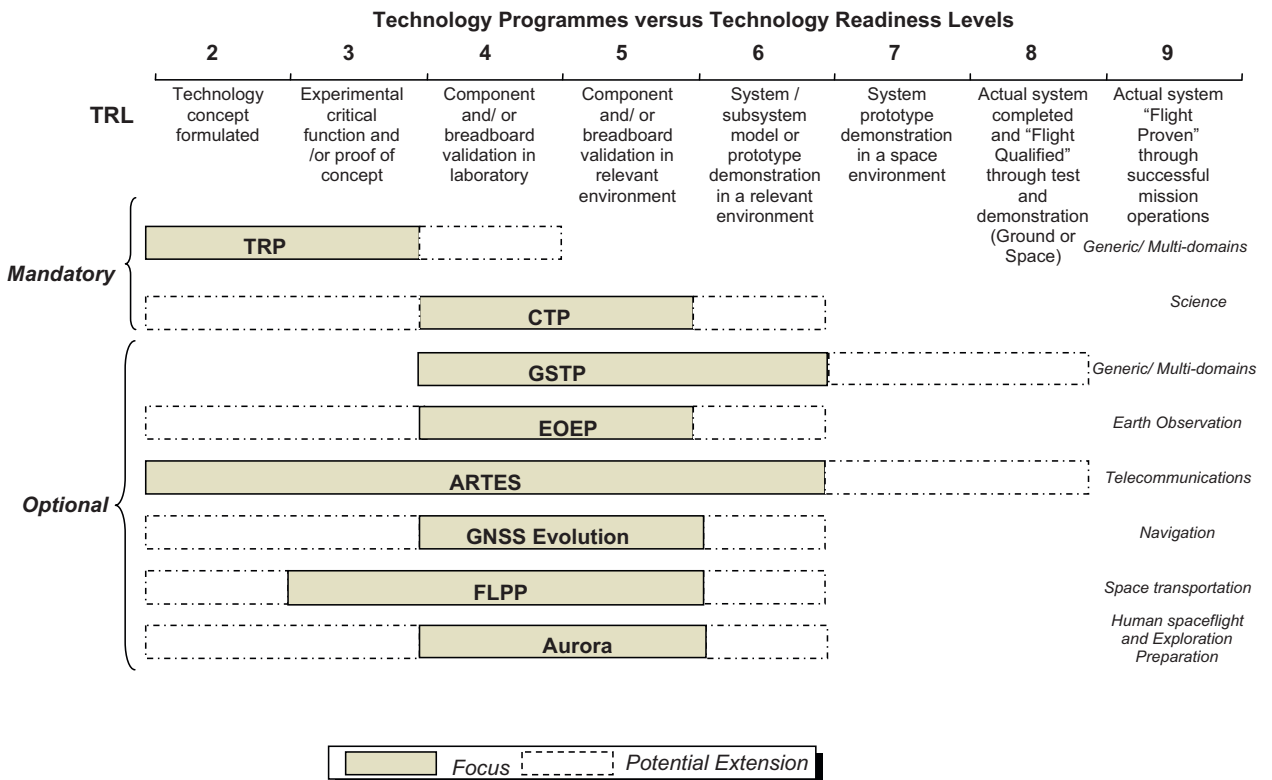 Technology Programmes versus Technology Readiness Levels
2 3 4 5 6 7 8 9
TRL
Technology
concept
formulated
Experimental
critical
function and
/or proof of
concept
Component
and/ or
breadboard
validation in
laboratory
Component
and/ or
breadboard
validation in
relevant
environment
System /
subsystem
model or
prototype
demonstration
in a relevant
environment
System
prototype
demonstration
in a space
environment
Actual system
completed
and “Flight
Qualified”
through test
and
demonstration
(Ground or
Space)
Actual system
“Flight
Proven”
through
successful
mission
operations
Mandatory
TRP
Generic/ Multi-domains
CTP
Science
Optional
GSTP
Generic/ Multi-domains
EOEP
Earth Observation
ARTES
Telecommunications
GNSS Evolution
Navigation
FLPP
Space transportation
Aurora
Human spaceflight
and Exploration
Preparation
Focus
Potential Extension